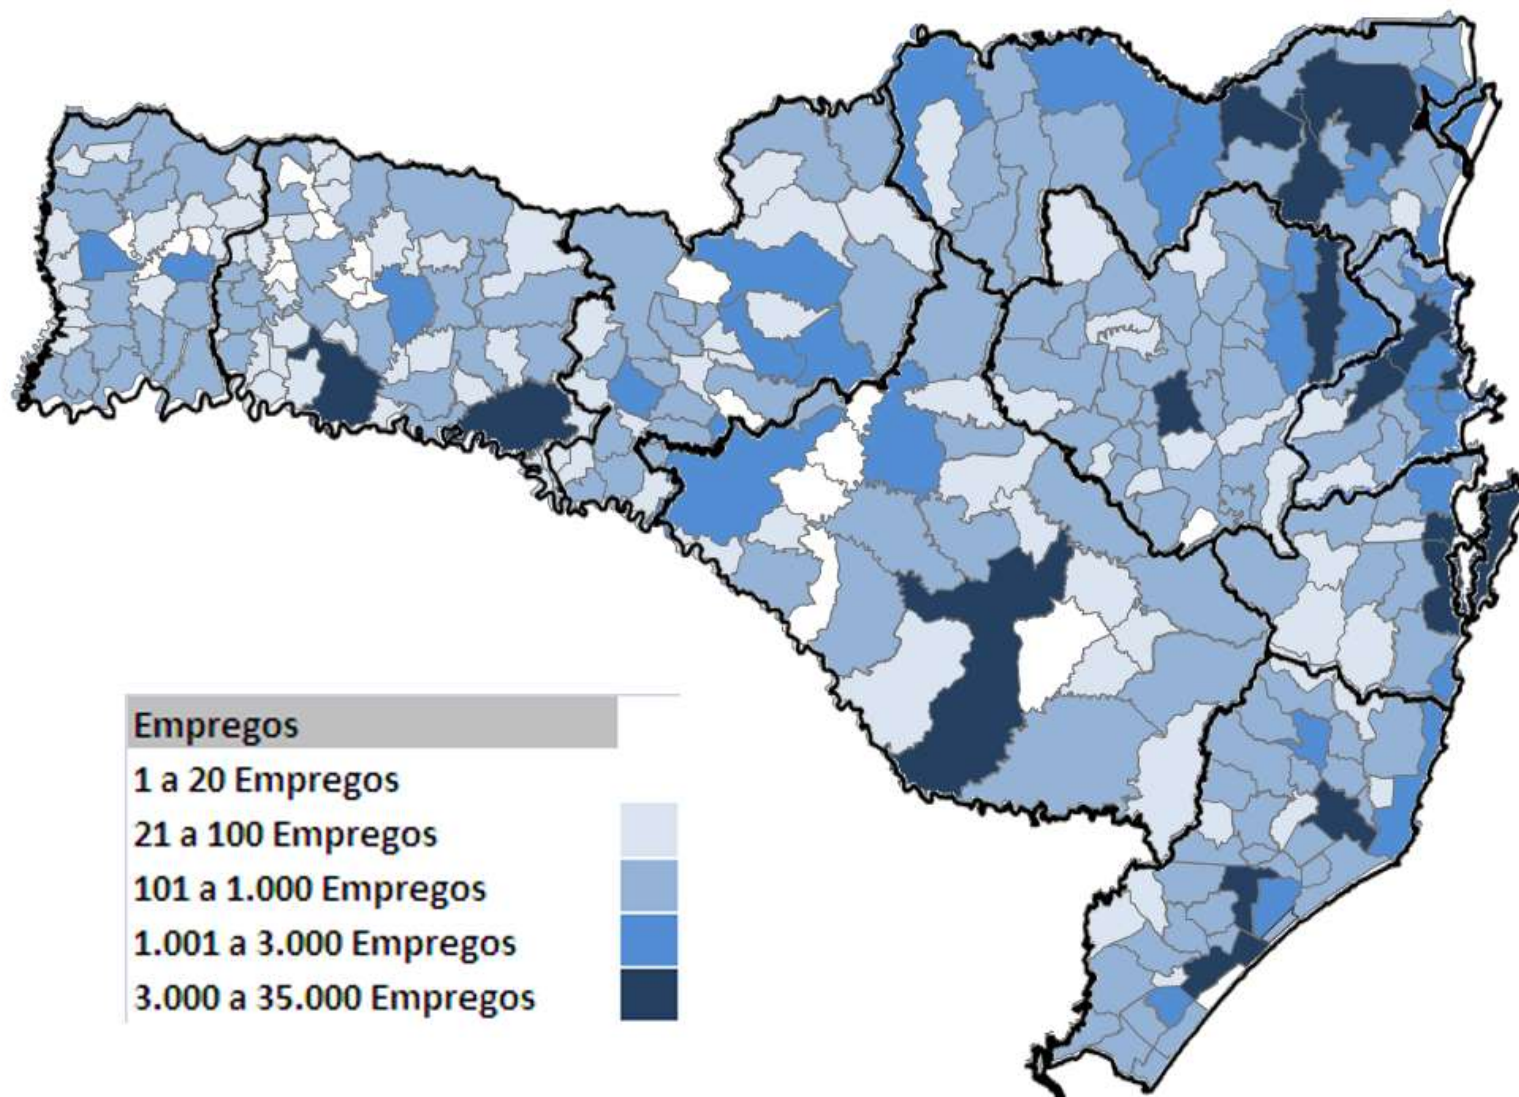 Empregos
1 a 20 Empregos
21 a 100 Empregos
101 a 1.000 Empregos
1.001 a 3.000 Empregos
3.000 a 35.000 Empregos